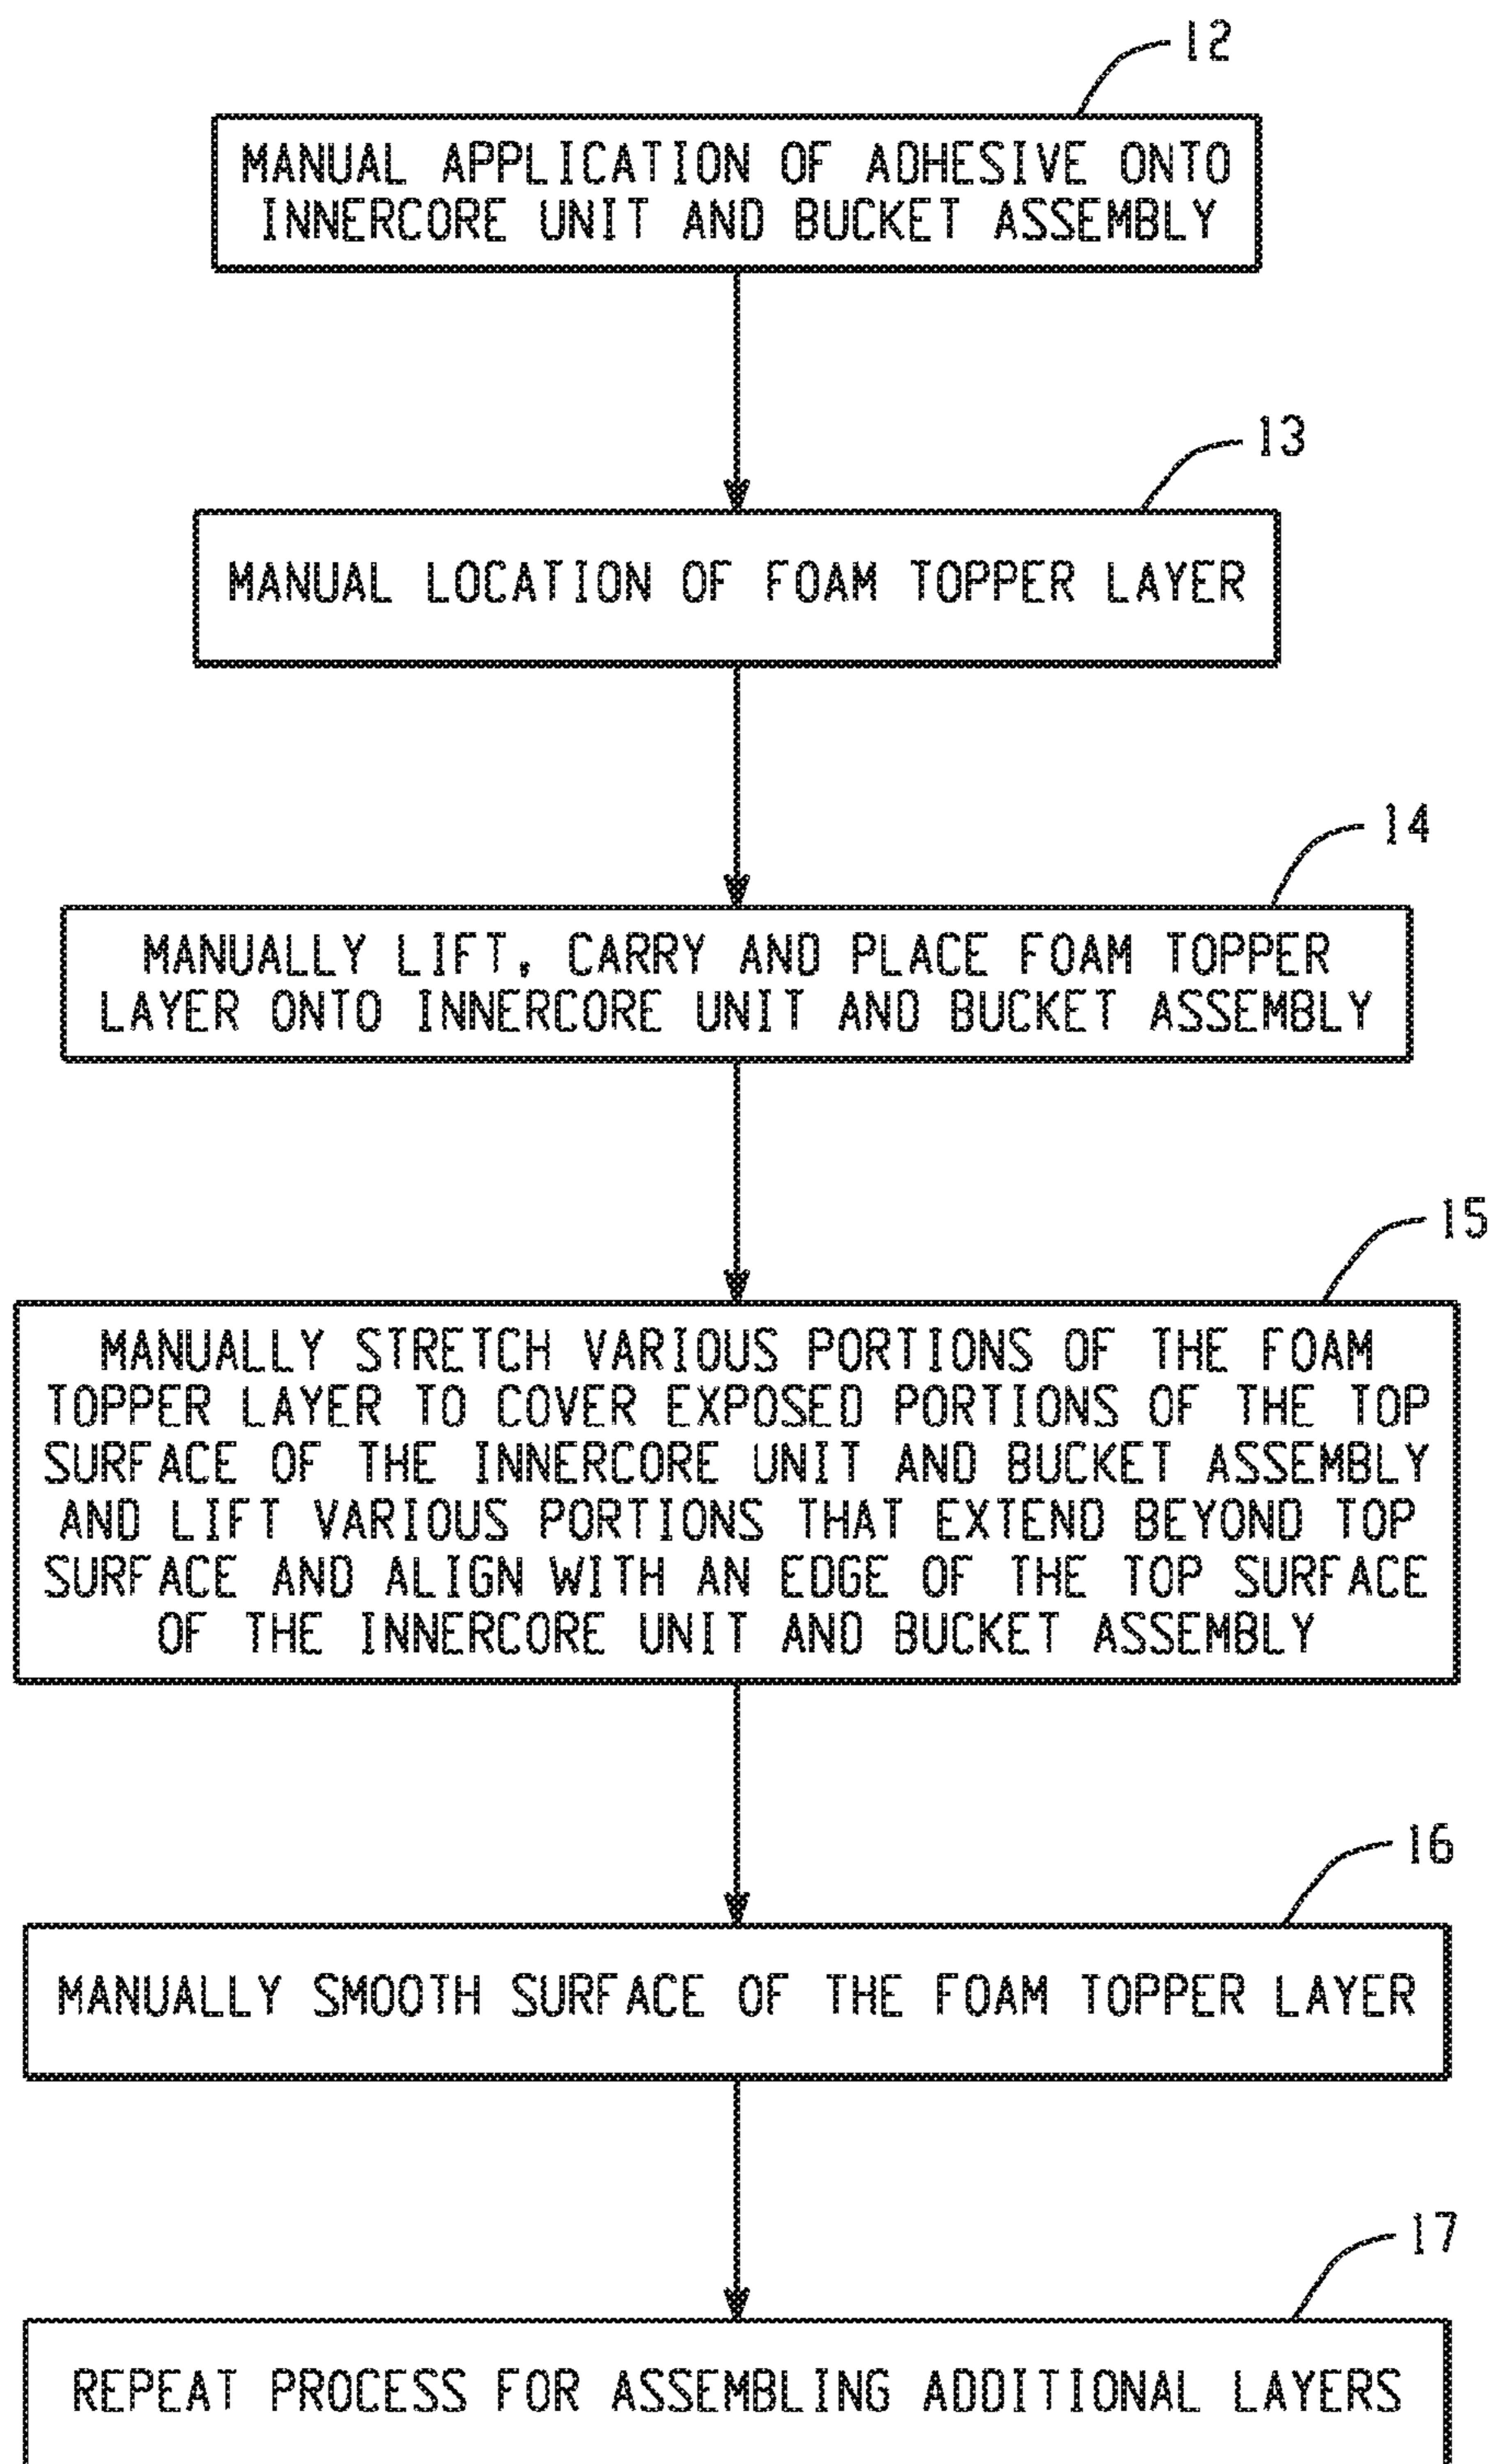 12
MANUAL APPLICATION OF ADHESIVE ONTO
INNERCORE UNIT AND BUCKET ASSEMBLY
13
MANUAL LOCATION OF FOAM TOPPER LAYER
14
MANUALLY LIFT, CARRY AND PLACE FOAM TOPPER
LAYER ONTO INNERCORE UNIT AND BUCKET ASSEMBLY
15
MANUALLY STRETCH VARIOUS PORTIONS OF THE FOAM
TOPPER LAYER TO COVER EXPOSED PORTIONS OF THE TOP
SURFACE OF THE INNERCORE UNIT AND BUCKET ASSEMBLY
AND LIFT VARIOUS PORTIONS THAT EXTEND BEYOND TOP
SURFACE AND ALIGN WITH AN EDGE OF THE TOP SURFACE
OF THE INNERCORE UNIT AND BUCKET ASSEMBLY
16
MANUALLY SMOOTH SURFACE OF THE FOAM TOPPER LAYER
17
REPEAT PROCESS FOR ASSEMBLING ADDITIONAL LAYERS